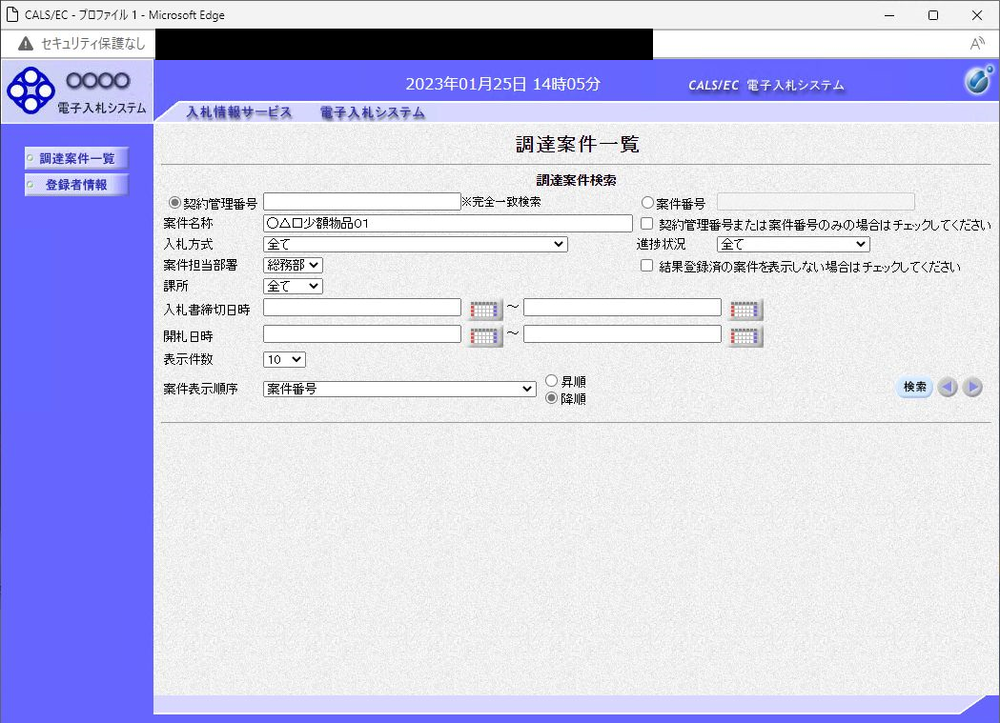 CALS/EC - プロファイル 1 - Microsoft Edge
セキュリティ保護なし
〇〇〇〇
電子入札システム
2023年01月25日 14時05分
CALS/EC 電子入札システム
入札情報サービス 電子入札システム
調達案件一覧
登録者情報
調達案件一覧
調達案件検索
契約管理番号 ※完全一致検索 案件番号
案件名称 〇△□少額物品01 契約管理番号または案件番号のみの場合はチェックしてください
入札方式 全て 進捗状況 全て
案件担当部署 総務部 結果登録済の案件を表示しない場合はチェックしてください
課所 全て
入札書締切日時 ～
開札日時 ～
表示件数 10
案件表示順序 案件番号 昇順
降順
検索